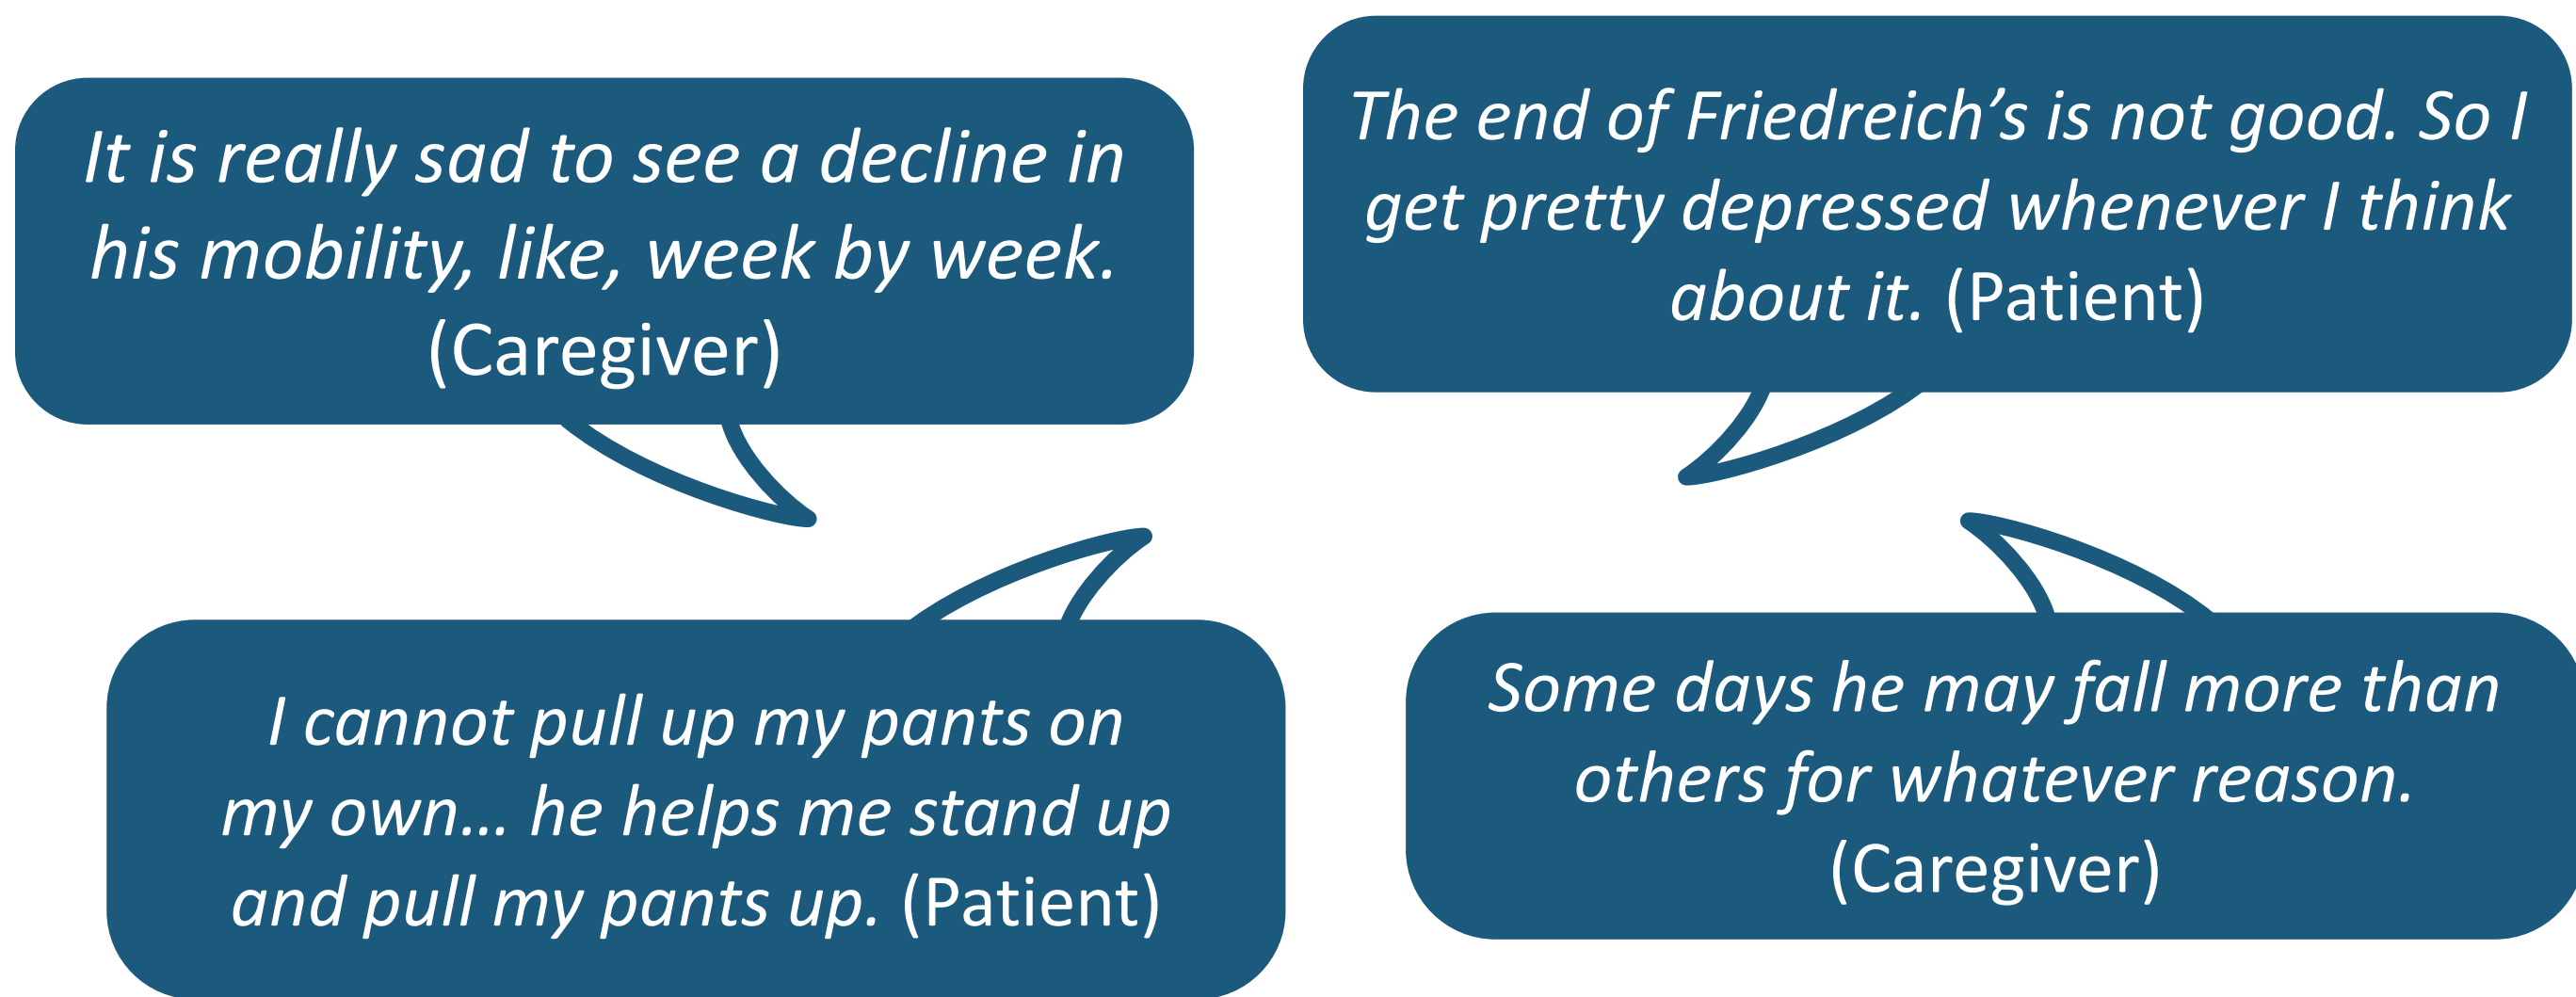 It is really sad to see a decline in
his mobility, like, week by week.
(Caregiver)
The end of Friedreich’s is not good. So I
get pretty depressed whenever I think
about it. (Patient)
I cannot pull up my pants on
my own… he helps me stand up
and pull my pants up. (Patient)
Some days he may fall more than
others for whatever reason.
(Caregiver)